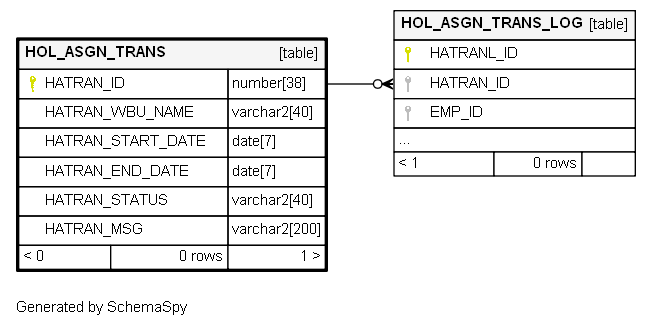 HOL_ASGN_TRANS [table]
HATRAN_ID number[38]
HATRAN_WBU_NAME varchar2[40]
HATRAN_START_DATE date[7]
HATRAN_END_DATE date[7]
HATRAN_STATUS varchar2[40]
HATRAN_MSG varchar2[200]
< 0 0 rows 1 >
HOL_ASGN_TRANS_LOG [table]
HATRANL_ID
HATRAN_ID
EMP_ID
...
< 1 0 rows
Generated by SchemaSpy